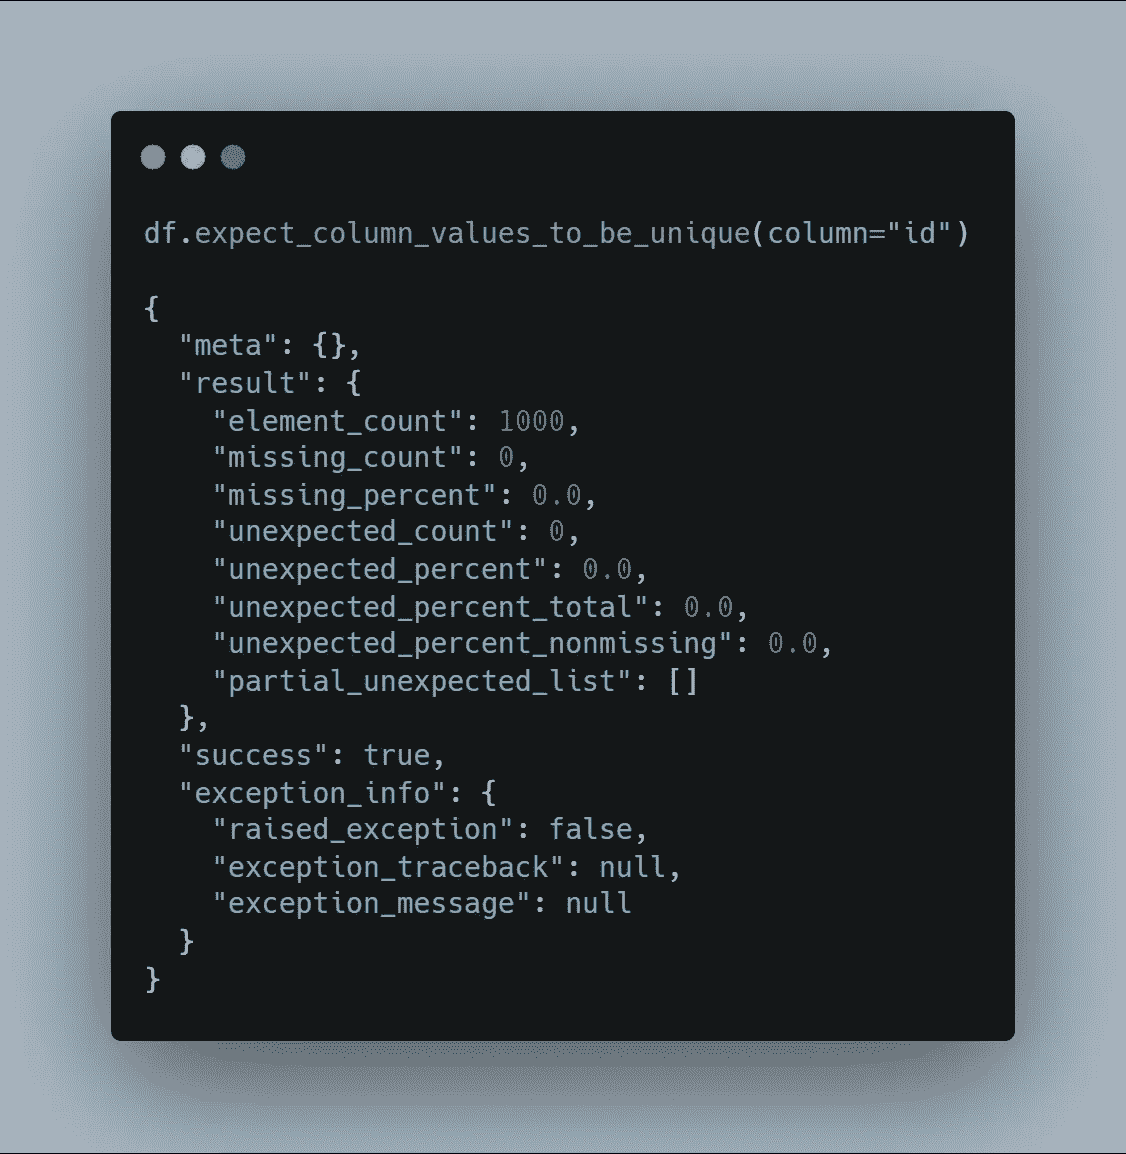 df.expect_column_values_to_be_unique(column="id")
{
"meta": {},
"result": {
"element_count": 1000,
"missing_count": 0,
"missing_percent": 0.0,
"unexpected_count": 0,
"unexpected_percent": 0.0,
"unexpected_percent_total": 0.0,
"unexpected_percent_nonmissing": 0.0,
"partial_unexpected_list": []
},
"success": true,
"exception_info": {
"raised_exception": false,
"exception_traceback": null,
"exception_message": null
}
}